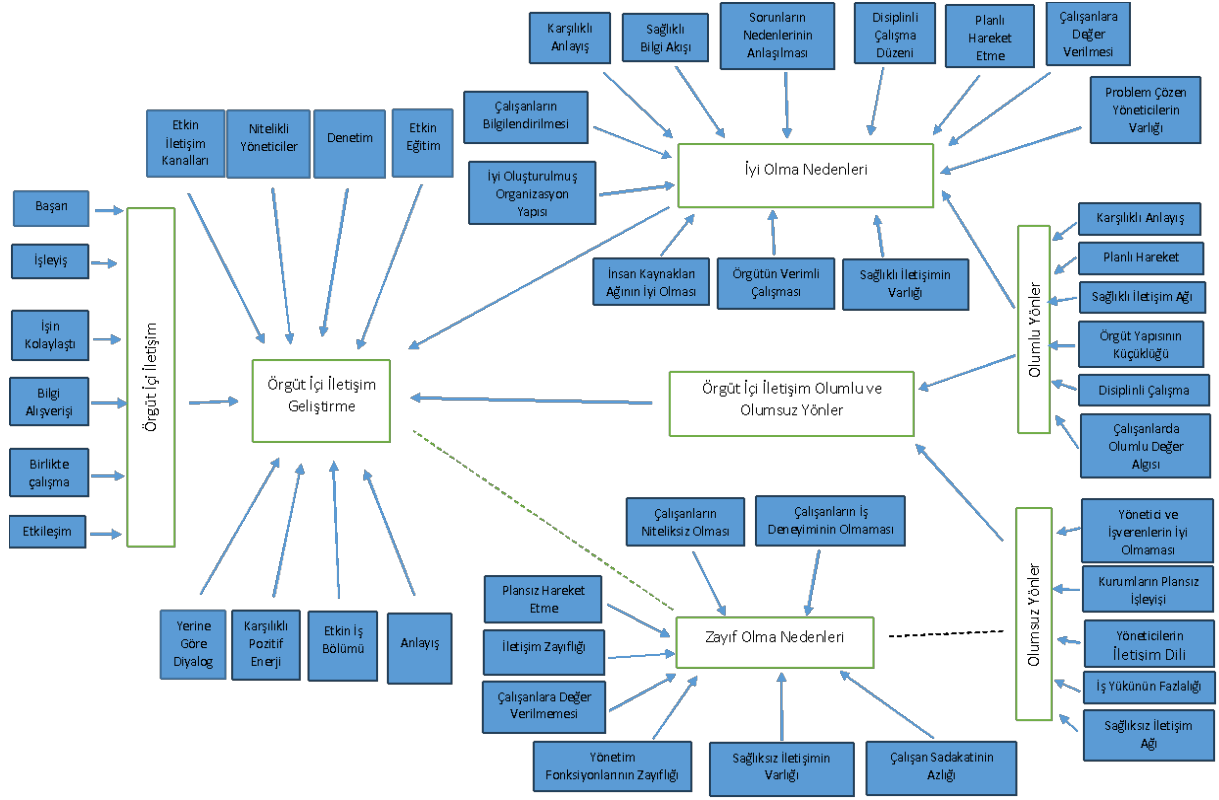 Karşılıklı
Anlayış
Sağlıklı
Bilgi Akışı
Sorunların
Nedenlerinin
Anlaşılması
Disiplinli
Çalışma
Düzeni
Planlı
Hareket
Etme
Çalışanlara
Değer
Verilmesi
Çalışanların
Bilgilendirilmesi
Problem Çözen
Yöneticilerin
Varlığı
Etkin
İletişim
Kanalları
Nitelikli
Yöneticiler
Denetim
Etkin
Eğitim
İyi Olma Nedenleri
İyi Oluşturulmuş
Organizasyon
Yapısı
İnsan Kaynakları
Ağının İyi Olması
Örgütün Verimli
Çalışması
Sağlıklı İletişimin
Varlığı
Başarı
İşleyiş
İşin
Kolaylaştı
Bilgi
Alışverişi
Birlikte
çalışma
Etkileşim
Örgüt İçi İletişim
Örgüt İçi İletişim
Geliştirme
Örgüt İçi İletişim Olumlu ve
Olumsuz Yönler
Olumlu Yönler
Karşılıklı Anlayış
Planlı Hareket
Sağlıklı İletişim Ağı
Örgüt Yapısının
Küçüklüğü
Disiplinli Çalışma
Çalışanlarda
Olumlu Değer
Algısı
Yerine
Göre
Diyalog
Karşılıklı
Pozitif
Enerji
Etkin İş
Bölümü
Anlayış
Çalışanların
Niteliksiz Olması
Çalışanların İş
Deneyiminin Olmaması
Plansız Hareket
Etme
İletişim Zayıflığı
Çalışanlara Değer
Verilmemesi
Zayıf Olma Nedenleri
Yönetim
Fonksiyonlarının Zayıflığı
Sağlıksız İletişimin
Varlığı
Çalışan Sadakatinin
Azlığı
Olumsuz Yönler
Yönetici ve
İşverenlerin İyi
Olmaması
Kurumların Plansız
İşleyişi
Yöneticilerin
İletişim Dili
İş Yükünün Fazlalığı
Sağlıksız İletişim
Ağı